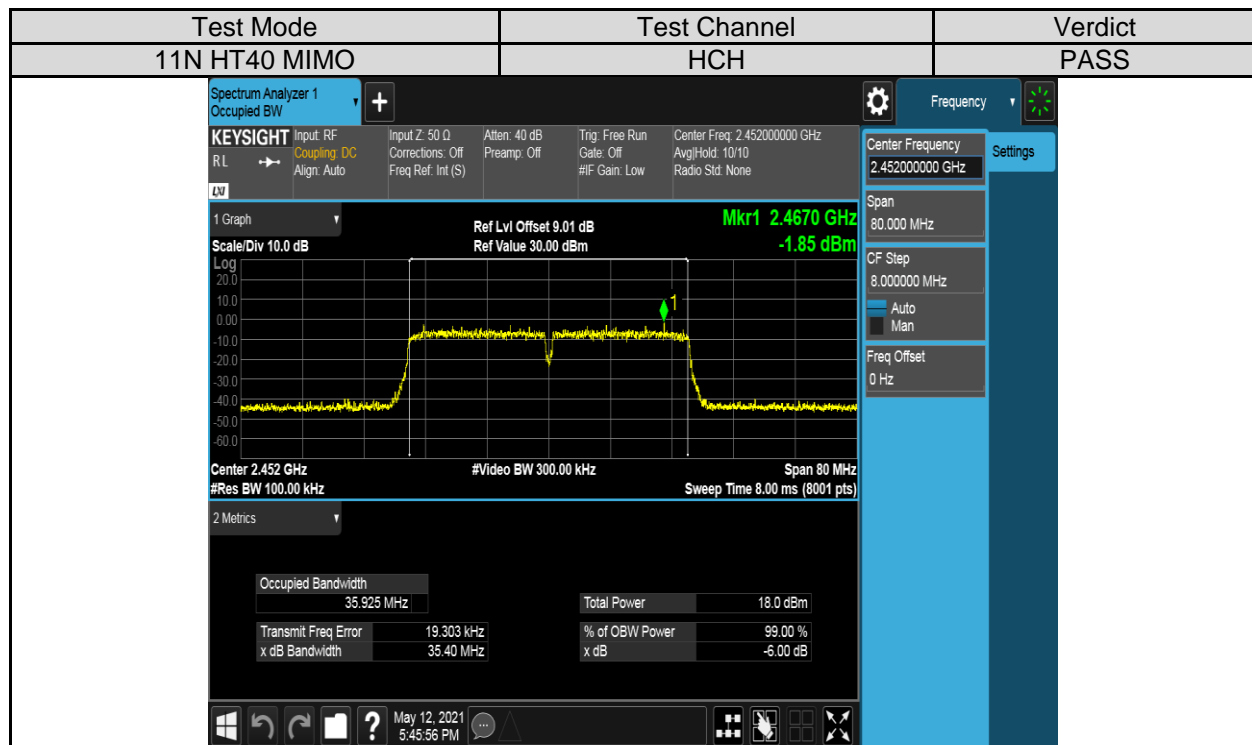 Test Mode Test Channel Verdict
11N HT40 MIMO HCH PASS
Spectrum Analyzer 1
Occupied BW
+
Frequency
KEYSIGHT Input: RF Input Z: 50 Ω Atten: 40 dB Trig: Free Run Center Freq: 2.452000000 GHz
RL Coupling: DC Corrections: Off Preamp: Off Gate: Off Avg|Hold: 10/10
Align: Auto Freq Ref: Int (S) #IF Gain: Low Radio Std: None
LXI
Center Frequency
2.452000000 GHz
Settings
Span
80.000 MHz
CF Step
8.000000 MHz
Auto
Man
Freq Offset
0 Hz
1 Graph
Ref Lvl Offset 9.01 dB
Mkr1 2.4670 GHz
Scale/Div 10.0 dB
Ref Value 30.00 dBm
-1.85 dBm
Log
20.0
10.0
0.00
-10.0
-20.0
-30.0
-40.0
-50.0
-60.0
1
Center 2.452 GHz #Video BW 300.00 kHz Span 80 MHz
#Res BW 100.00 kHz Sweep Time 8.00 ms (8001 pts)
2 Metrics
Occupied Bandwidth
35.925 MHz
Total Power 18.0 dBm
Transmit Freq Error 19.303 kHz % of OBW Power 99.00 %
x dB Bandwidth 35.40 MHz x dB -6.00 dB
?
May 12, 2021
5:45:56 PM